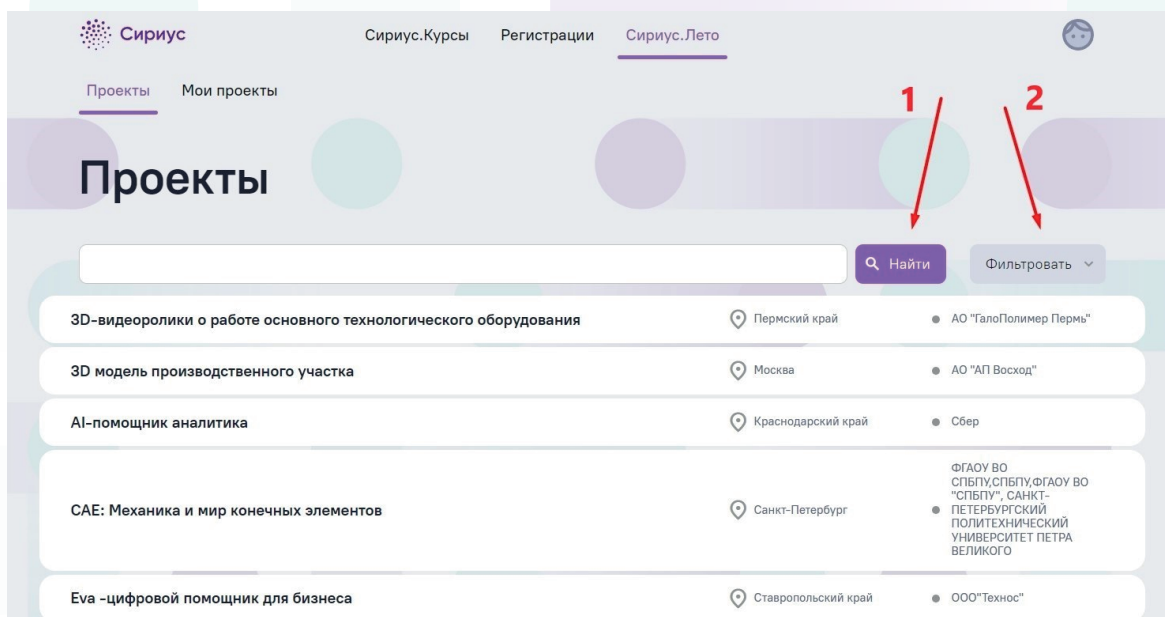 Сириус
Сириус.Курсы Регистрации Сириус.Лето
Проекты Мои проекты
1 2
Проекты
Найти Фильтровать
3D-видеоролики о работе основного технологического оборудования Пермский край АО "ГалоПолимер Пермь"
3D модель производственного участка Москва АО "АП Восход"
AI-помощник аналитика Краснодарский край Сбер
CAE: Механика и мир конечных элементов Санкт-Петербург
ФГАОУ ВО
СПБПУ,СПБПУ,ФГАОУ ВО
"СПБПУ", САНКТ-
ПЕТЕРБУРГСКИЙ
ПОЛИТЕХНИЧЕСКИЙ
УНИВЕРСИТЕТ ПЕТРА
ВЕЛИКОГО
Eva -цифровой помощник для бизнеса Ставропольский край ООО"Технос"